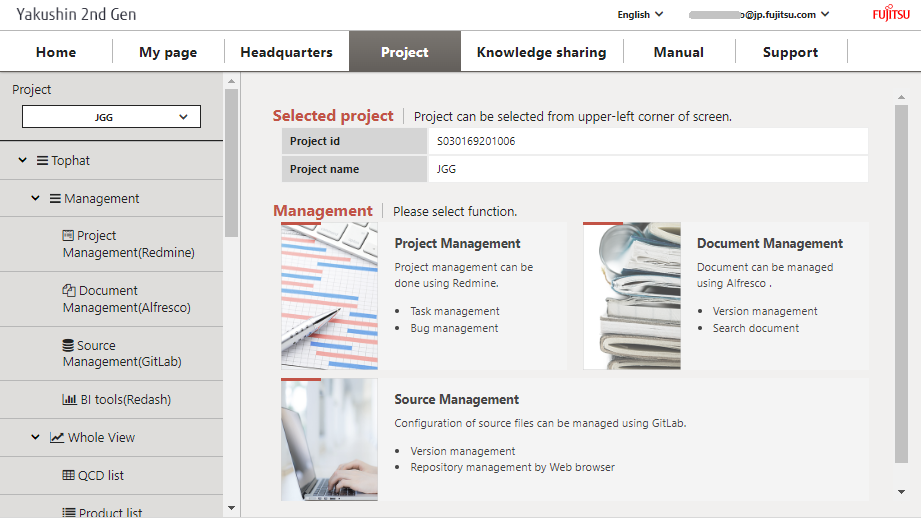 Yakushin 2nd Gen
English
o@jp.fujitsu.com
FUJITSU
Home
My page
Headquarters
Project
Knowledge sharing
Manual
Support
Project
JGG
Tophat
Management
Project
Management(Redmine)
Document
Management(Alfresco)
Source
Management(GitLab)
BI tools(Redash)
Whole View
QCD list
Product list
Selected project
Project can be selected from upper-left corner of screen.
Project id
S030169201006
Project name
JGG
Management
Please select function.
Project Management
Project management can be
done using Redmine.
• Task management
• Bug management
Document Management
Document can be managed
using Alfresco .
• Version management
• Search document
Source Management
Configuration of source files can be managed using GitLab.
• Version management
• Repository management by Web browser